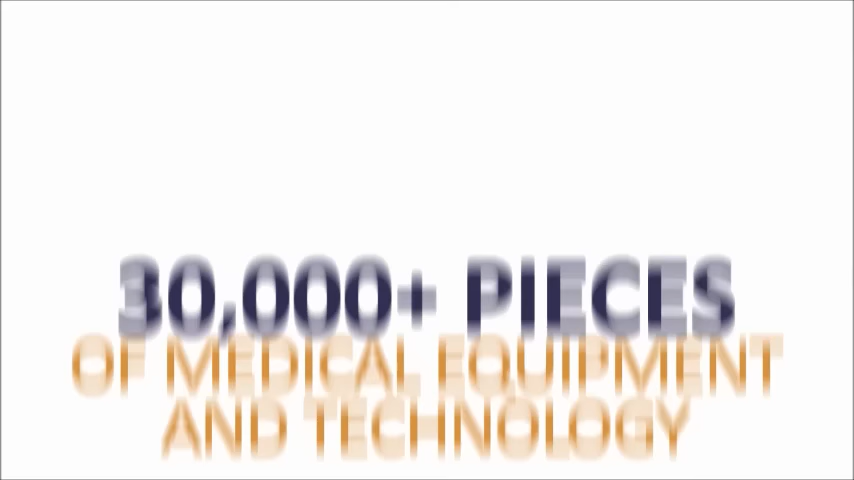 30,000+ PIECES
OF MEDICAL EQUIPMENT
AND TECHNOLOGY